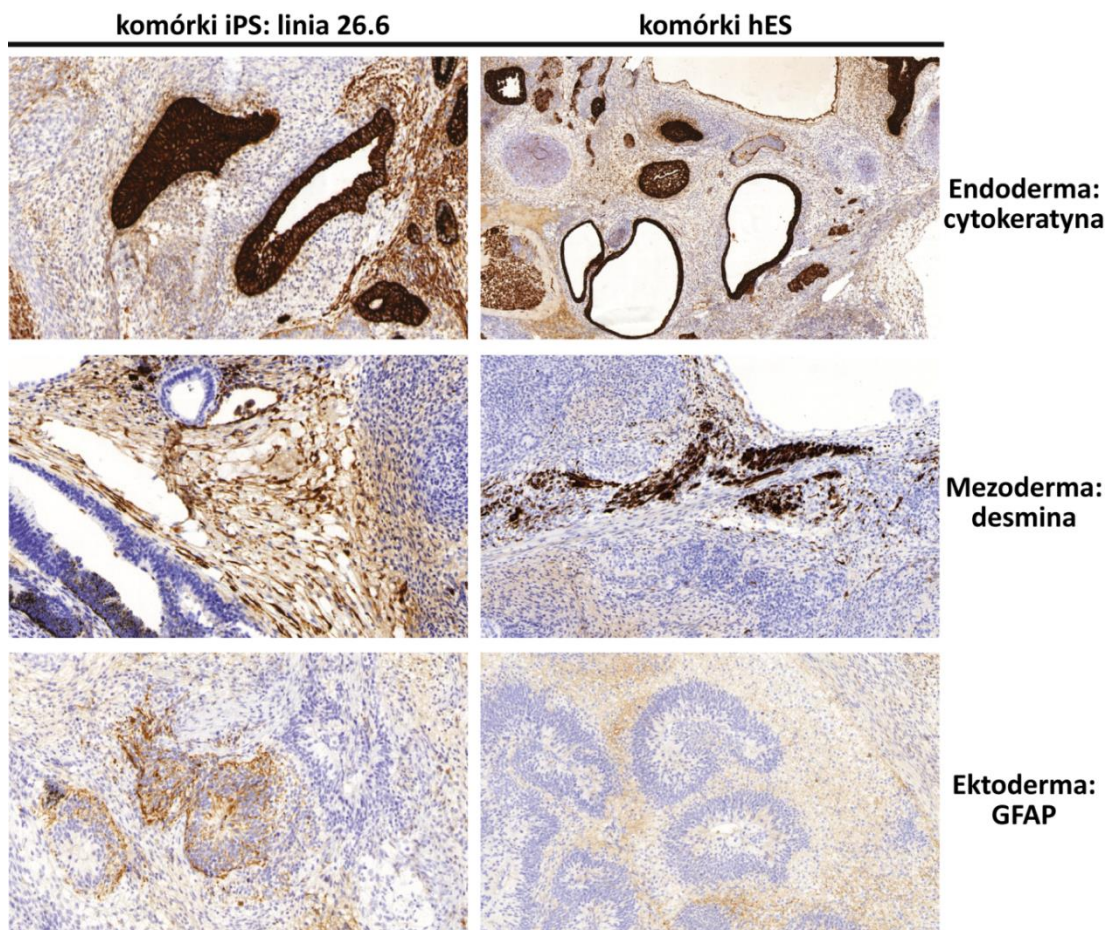 komórki iPS: linia 26.6
komórki hES
Endoderma:
cytokeratyna
Mezoderma:
desmina
Ektoderma:
GFAP